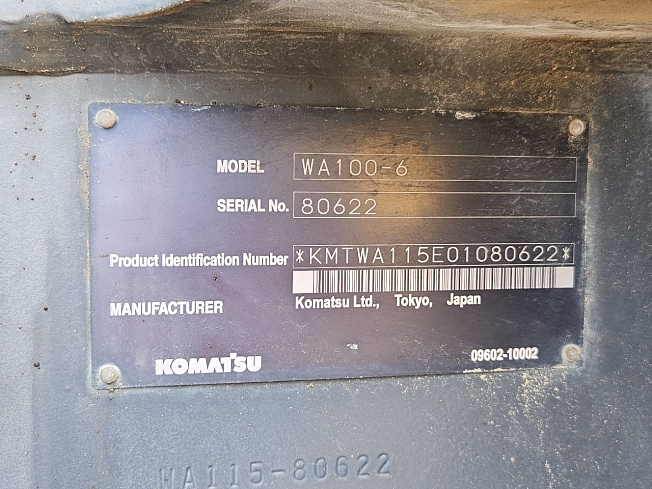 MODEL WA100-6
SERIAL No. 80622
Product Identification Number *KMTWA115E01080622*
MANUFACTURER Komatsu Ltd., Tokyo, Japan
KOMATSU 09602-10002
WA115-80622